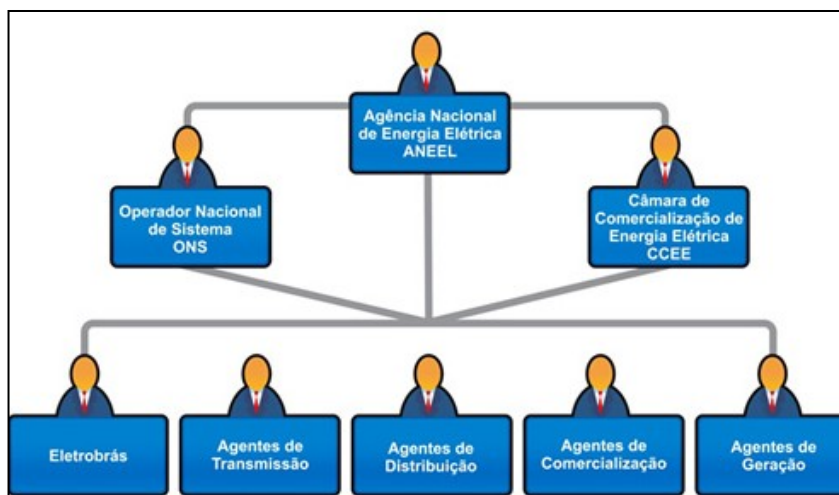 Agência Nacional
de Energia Elétrica
ANEEL
Operador Nacional
de Sistema
ONS
Câmara de
Comercialização de
Energia Elétrica
CCEE
Eletrobrás
Agentes de
Transmissão
Agentes de
Distribuição
Agentes de
Comercialização
Agentes de
Geração